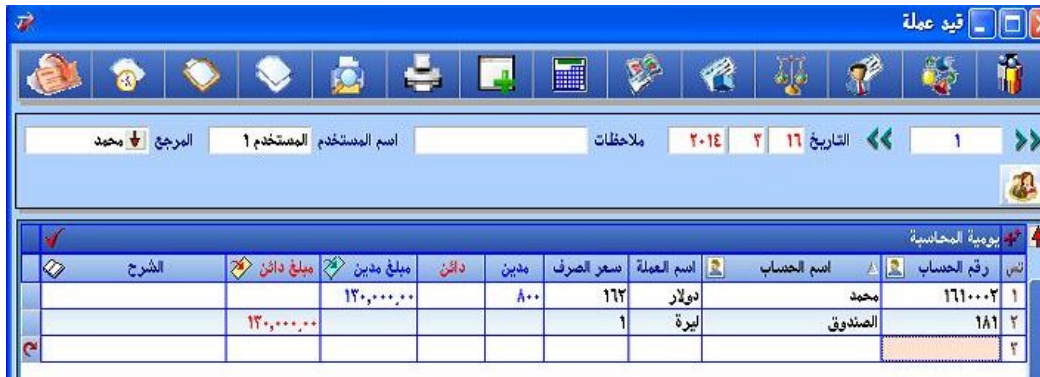 قيد عملة
1 التاريخ ١٦ ٣ ٢٠١٤ ملاحظات اسم المستخدم المستخدم ١ المرجع محمد
يومية المحاسبة
تس رقم الحساب اسم الحساب اسم العملة سعر الصرف مدين دائن مبلغ مدين مبلغ دائن الشرح
١ ١٦١٠٠٠٢ محمد دولار ١٦٢ ٨٠٠ ١٣٠,٠٠٠.٠٠
٢ ١٨١ الصندوق ليرة ١ ١٣٠,٠٠٠.٠٠
٣